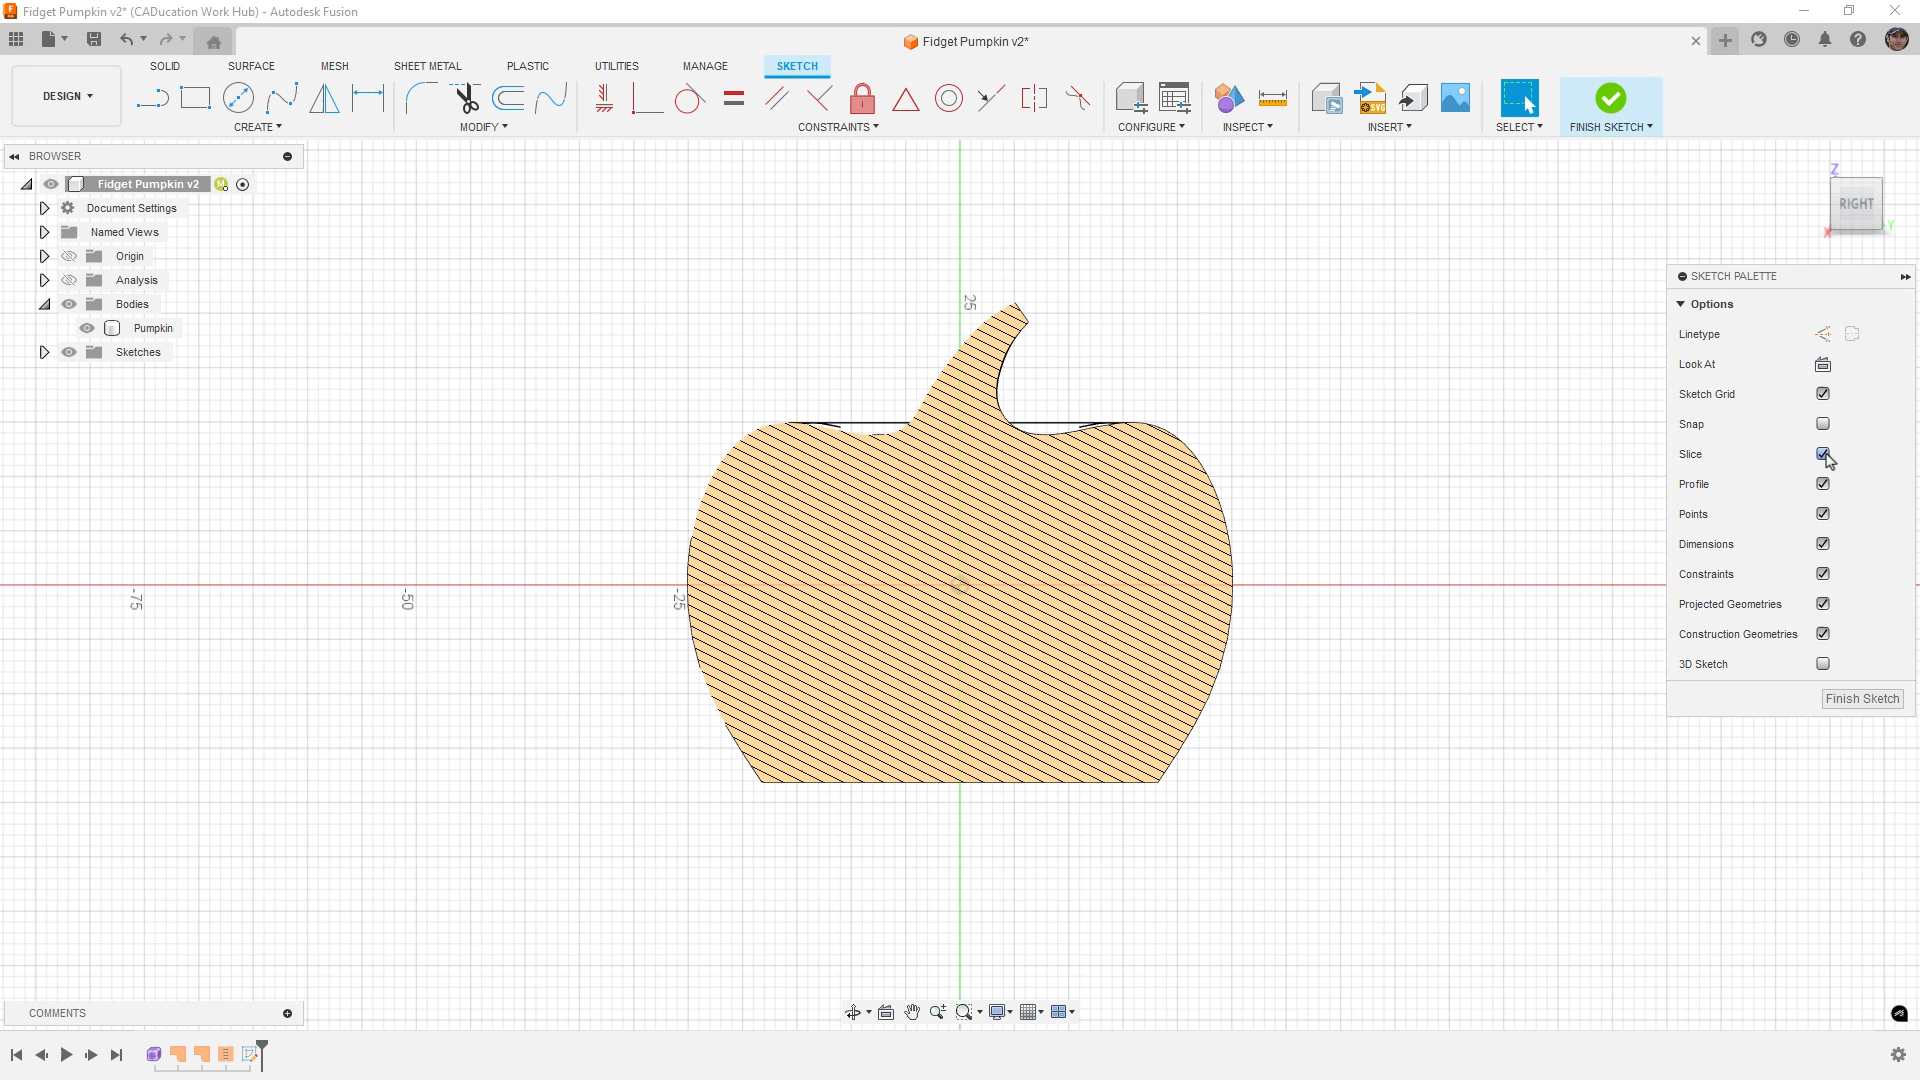 Fidget Pumpkin v2* (CADucation Work Hub) - Autodesk Fusion
Fidget Pumpkin v2*
SOLID SURFACE MESH SHEET METAL PLASTIC UTILITIES MANAGE SKETCH
DESIGN
CREATE MODIFY CONSTRAINTS CONFIGURE INSPECT INSERT SELECT FINISH SKETCH
BROWSER
Fidget Pumpkin v2
Document Settings
Named Views
Origin
Analysis
Bodies
Pumpkin
Sketches
Z
RIGHT
X
Y
25
-75
-50
-25
SKETCH PALETTE
Options
Linetype
Look At
Sketch Grid
Snap
Slice
Profile
Points
Dimensions
Constraints
Projected Geometries
Construction Geometries
3D Sketch
Finish Sketch
COMMENTS